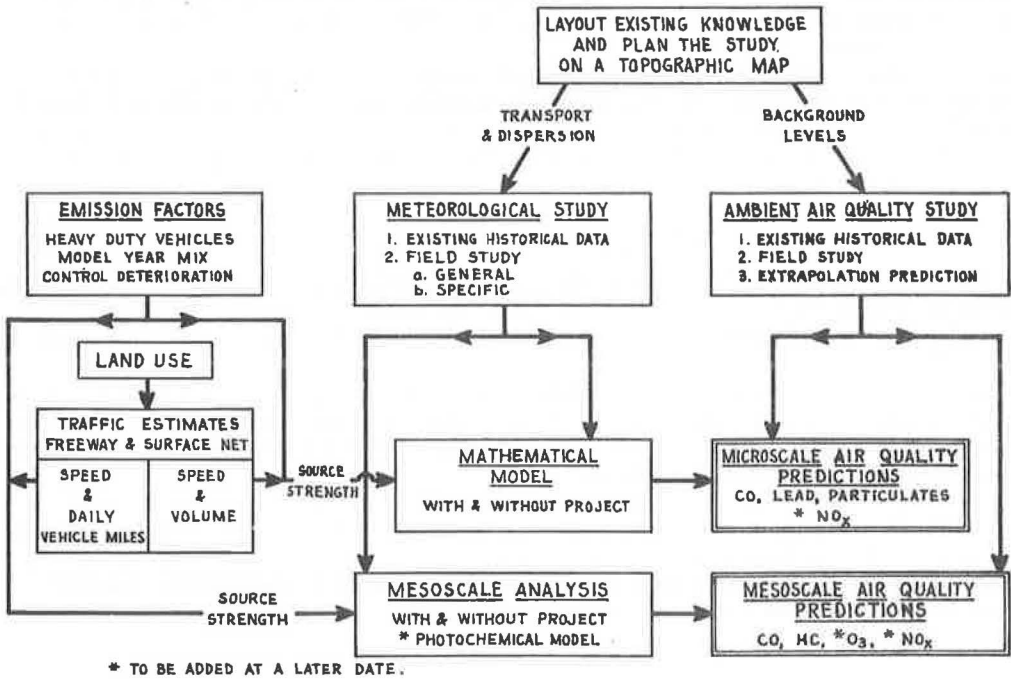 LAYOUT EXISTING KNOWLEDGE
AND PLAN THE STUDY
ON A TOPOGRAPHIC MAP
TRANSPORT
& DISPERSION
BACKGROUND
LEVELS
EMISSION FACTORS
HEAVY DUTY VEHICLES
MODEL YEAR MIX
CONTROL DETERIORATION
METEOROLOGICAL STUDY
1. EXISTING HISTORICAL DATA
2. FIELD STUDY
a. GENERAL
b. SPECIFIC
AMBIENT AIR QUALITY STUDY
1. EXISTING HISTORICAL DATA
2. FIELD STUDY
3. EXTRAPOLATION PREDICTION
LAND USE
TRAFFIC ESTIMATES
FREEWAY & SURFACE NET
SPEED
&
DAILY
VEHICLE MILES
SPEED
&
VOLUME
SOURCE
STRENGTH
MATHEMATICAL
MODEL
WITH & WITHOUT PROJECT
MICROSCALE AIR QUALITY
PREDICTIONS
CO, LEAD, PARTICULATES
* NOX
SOURCE
STRENGTH
MESOSCALE ANALYSIS
WITH & WITHOUT PROJECT
* PHOTOCHEMICAL MODEL
MESOSCALE AIR QUALITY
PREDICTIONS
CO, HC, *O3, * NOX
* TO BE ADDED AT A LATER DATE.